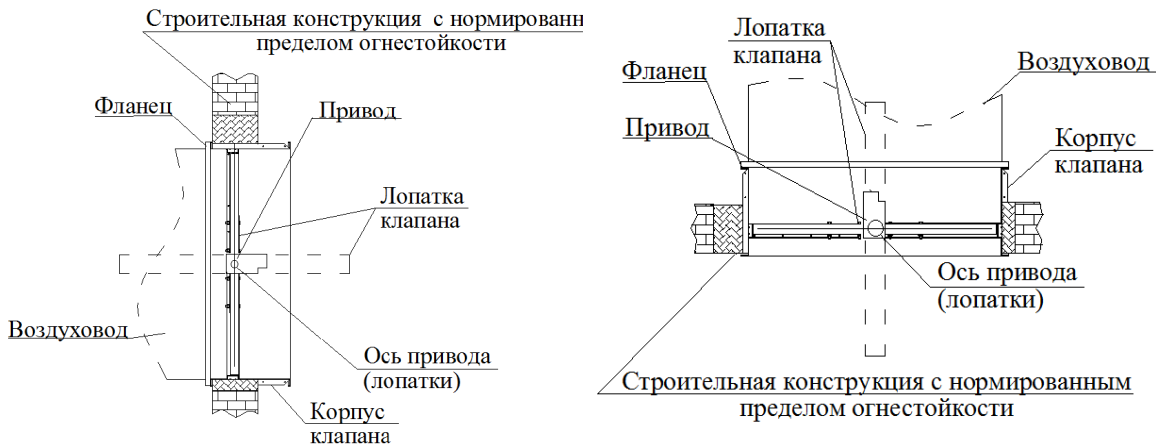 Строительная конструкция с нормированн
пределом огнестойкости
Фланец
Привод
Лопатка
клапана
Воздуховод
Ось привода
(лопатки)
Корпус
клапана
Лопатка
клапана
Воздуховод
Фланец
Привод
Корпус
клапана
Ось привода
(лопатки)
Строительная конструкция с нормированным
пределом огнестойкости